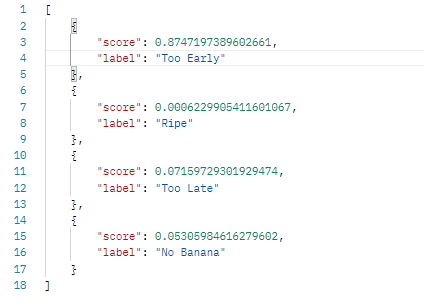 1 [
2     {
3         "score": 0.8747197389602661,
4         "label": "Too Early"
5     },
6     {
7         "score": 0.0006229905411601067,
8         "label": "Ripe"
9     },
10     {
11         "score": 0.07159729301929474,
12         "label": "Too Late"
13     },
14     {
15         "score": 0.05305984616279602,
16         "label": "No Banana"
17     }
18 ]